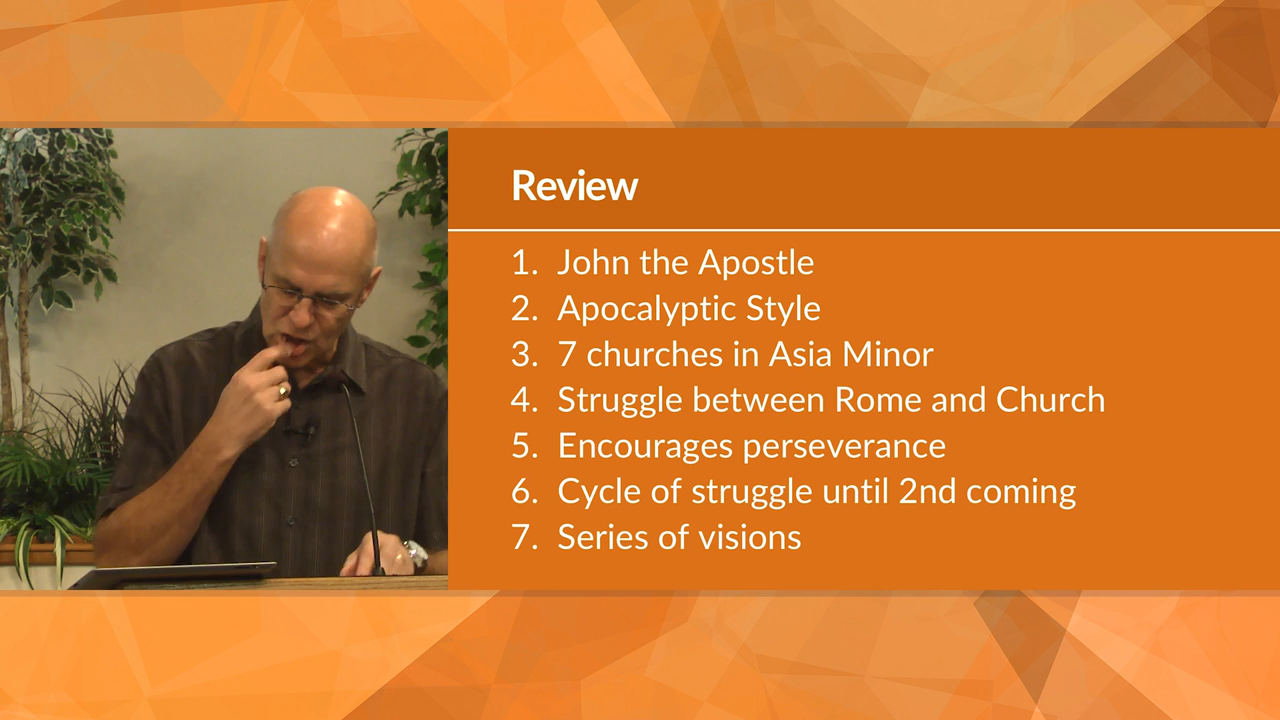 Review
1. John the Apostle
2. Apocalyptic Style
3. 7 churches in Asia Minor
4. Struggle between Rome and Church
5. Encourages perseverance
6. Cycle of struggle until 2nd coming
7. Series of visions